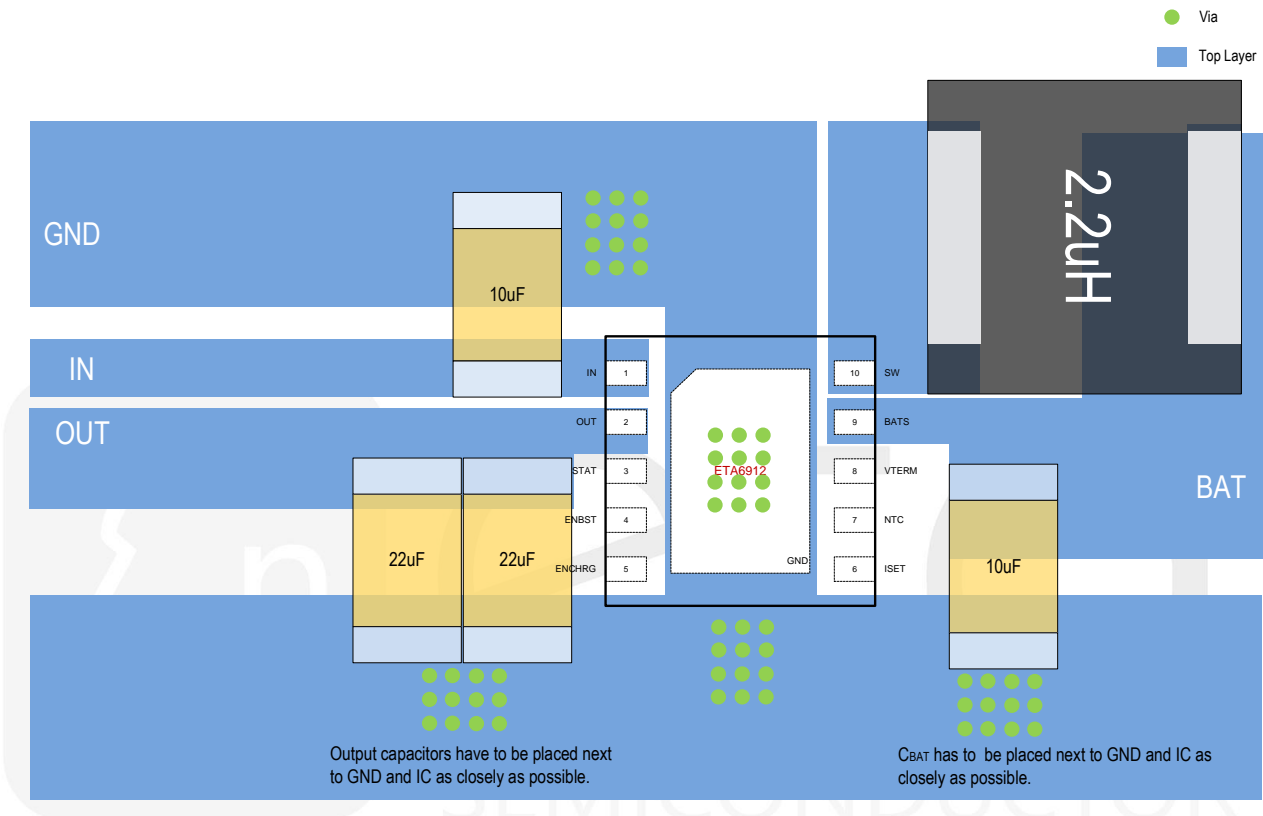 Via
Top Layer
GND
10uF
2.2uH
IN
OUT
IN
1
10
SW
OUT
2
9
BATS
STAT
3
ETA6912
8
VTERM
BAT
ENBST
4
7
NTC
22uF
22uF
ENCHRG
5
GND
6
ISET
10uF
Output capacitors have to be placed next
to GND and IC as closely as possible.
CBAT has to be placed next to GND and IC as
closely as possible.
SEMICONDUCTOR